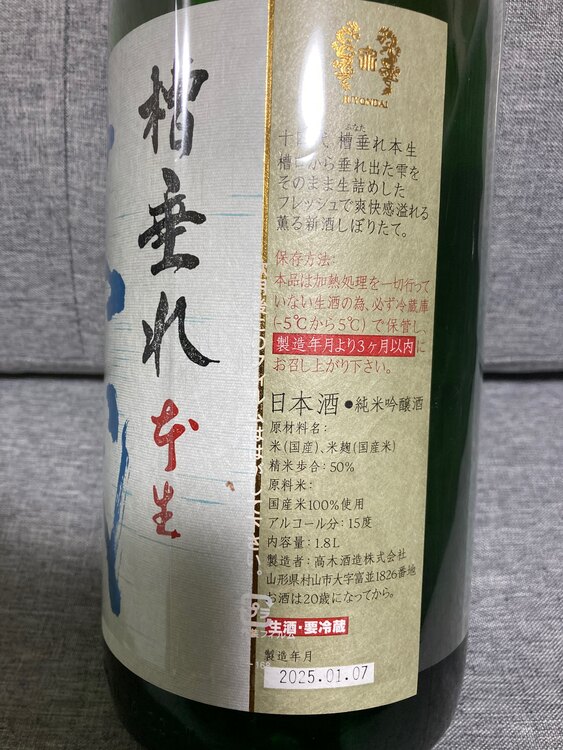 槽垂れ
本生
JUYONDAI
ふなた
十四代 槽垂れ本生
槽口から垂れ出た雫を
そのまま生詰めした
フレッシュで爽快感溢れる
薫る新酒しぼりたて。
保存方法:
本品は加熱処理を一切行って
いない生酒の為、必ず冷蔵庫
(-5℃から5℃)で保管し、
製造年月より3ヶ月以内に
お召し上がり下さい。
日本酒●純米吟醸酒
原材料名:
米(国産)、米麹(国産米)
精米歩合:50%
原料米:
国産米100%使用
アルコール分:15度
内容量:1.8L
製造者:高木酒造株式会社
山形県村山市大字富並1826番地
お酒は20歳になってから。
生酒・要冷蔵
製造年月
2025.01.07